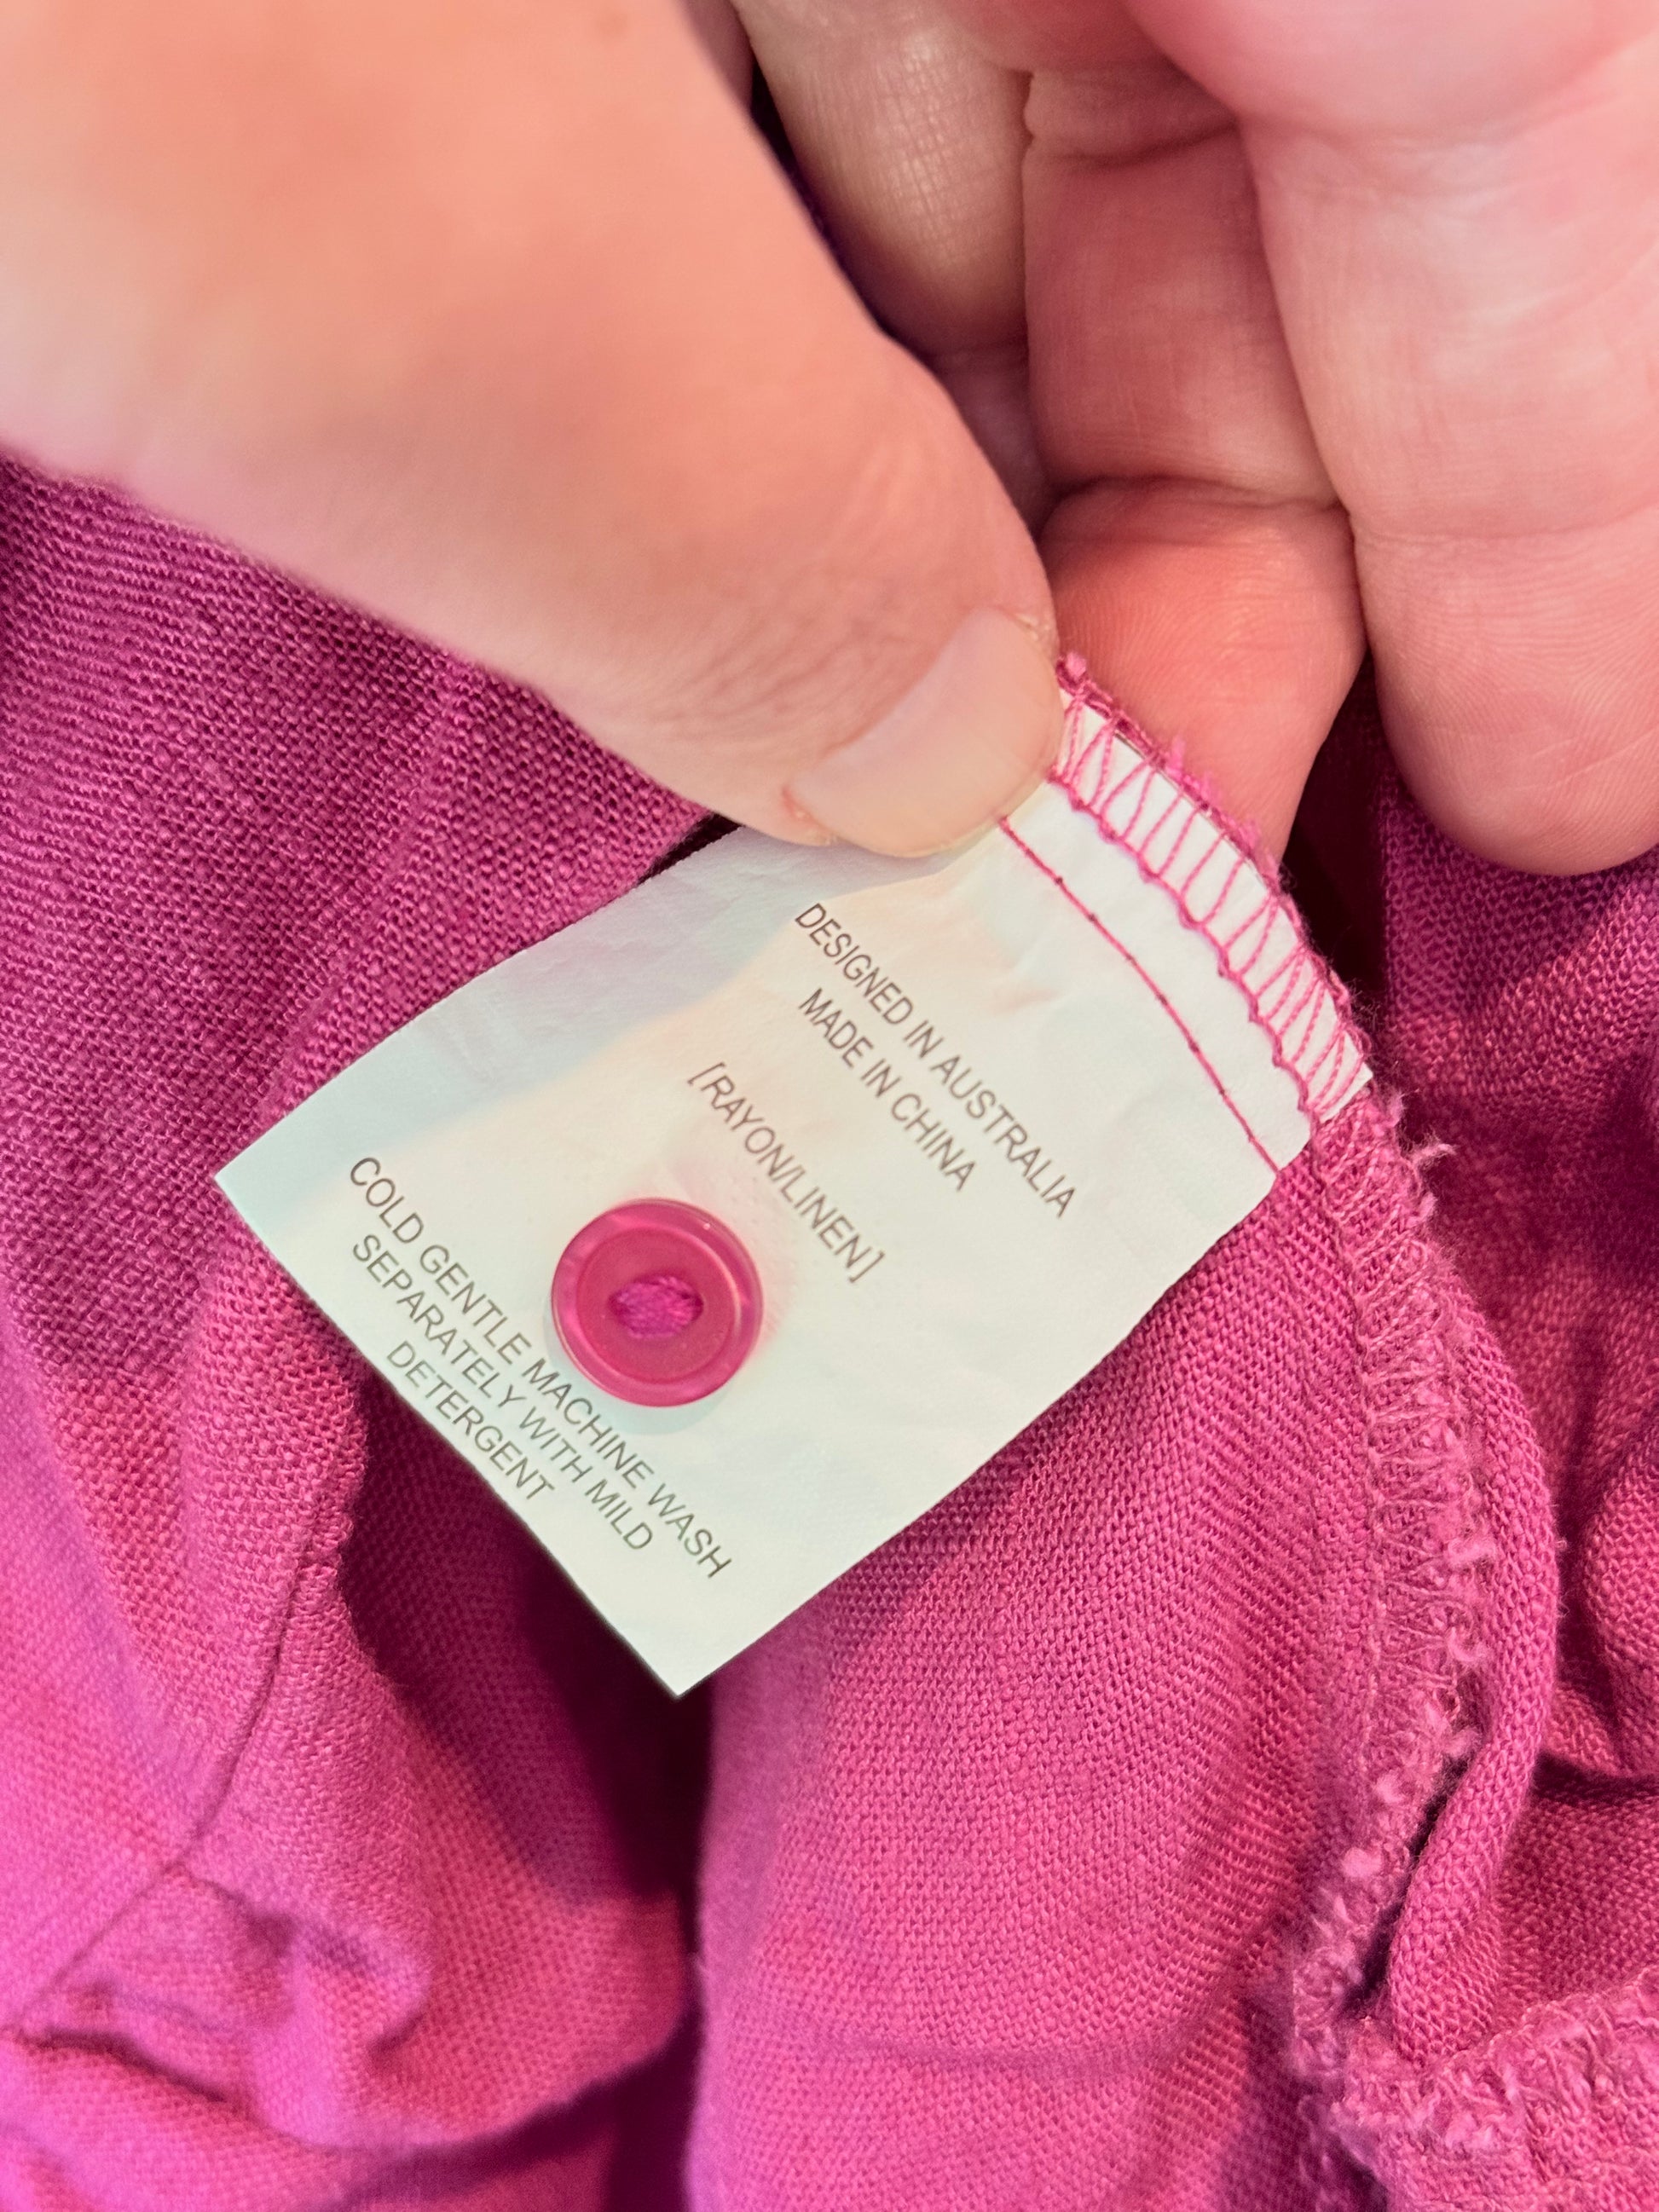 DESIGNED IN AUSTRALIA
MADE IN CHINA
[RAYON/LINEN]
COLD GENTLE MACHINE WASH
SEPARATELY WITH MILD
DETERGENT